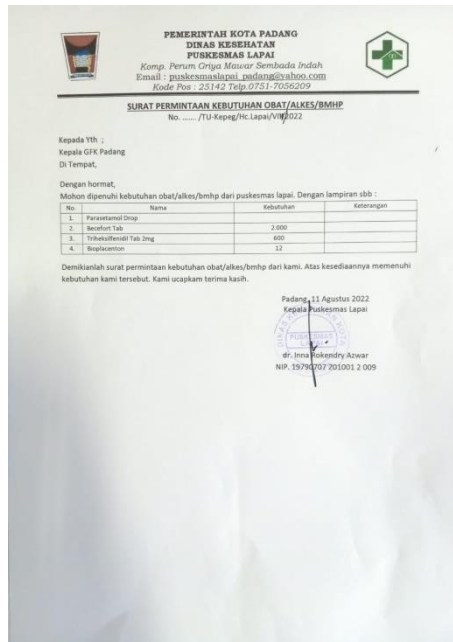 PEMERINTAH KOTA PADANG
DINAS KESEHATAN
PUSKESMAS LAPAI
Komp. Perum Griya Mawar Sembada Indah
Email : puskesmaslapai_padang@yahoo.com
Kode Pos : 25142 Telp.0751-7056209
SURAT PERMINTAAN KEBUTUHAN OBAT/ALKES/BMHP
No. ...... /TU-Kepeg/Hc.Lapai/VIII/2022
Kepada Yth :
Kepala GFK Padang
Di Tempat,
Dengan hormat,
Mohon dipenuhi kebutuhan obat/alkes/bmhp dari puskesmas lapai. Dengan lampiran sbb :
No. Nama Kebutuhan Keterangan
1. Parasetamol Drop
2. Becefort Tab 2.000
3. Triheksifenidil Tab 2mg 600
4. Bioplacenton 12
Demikianlah surat permintaan kebutuhan obat/alkes/bmhp dari kami. Atas kesediaannya memenuhi
kebutuhan kami tersebut. Kami ucapkam terima kasih.
Padang, 11 Agustus 2022
Kepala Puskesmas Lapai
PUSKESMAS
LAPAI
dr. Inna Rokendry Azwar
NIP. 19790707 201001 2 009